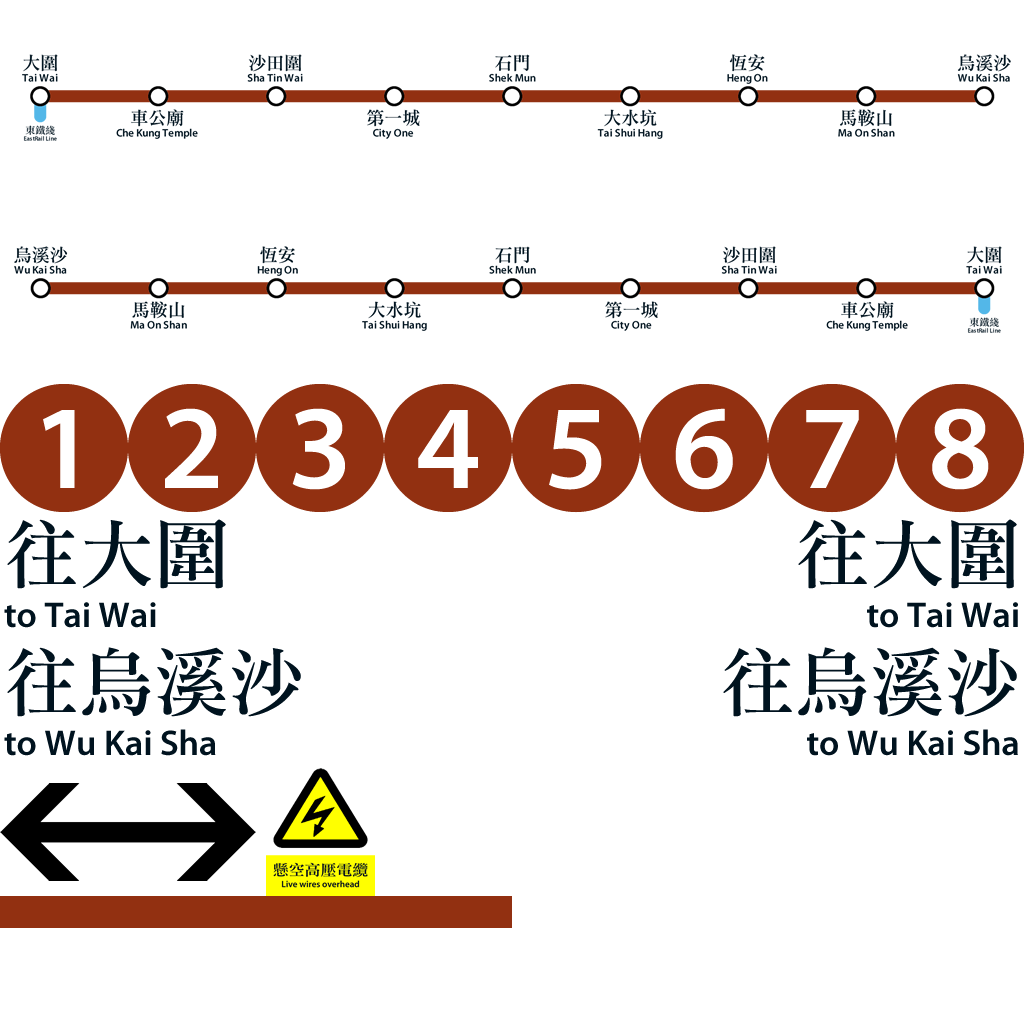 大圍
Tai Wai
沙田圍
Sha Tin Wai
石門
Shek Mun
恆安
Heng On
烏溪沙
Wu Kai Sha
車公廟
Che Kung Temple
第一城
City One
大水坑
Tai Shui Hang
馬鞍山
Ma On Shan
東鐵綫
EastRail Line
烏溪沙
Wu Kai Sha
恆安
Heng On
石門
Shek Mun
沙田圍
Sha Tin Wai
大圍
Tai Wai
馬鞍山
Ma On Shan
大水坑
Tai Shui Hang
第一城
City One
車公廟
Che Kung Temple
東鐵綫
EastRail Line
1 2 3 4 5 6 7 8
往大圍
to Tai Wai
往大圍
to Tai Wai
往烏溪沙
to Wu Kai Sha
往烏溪沙
to Wu Kai Sha
懸空高壓電纜
Live wires overhead